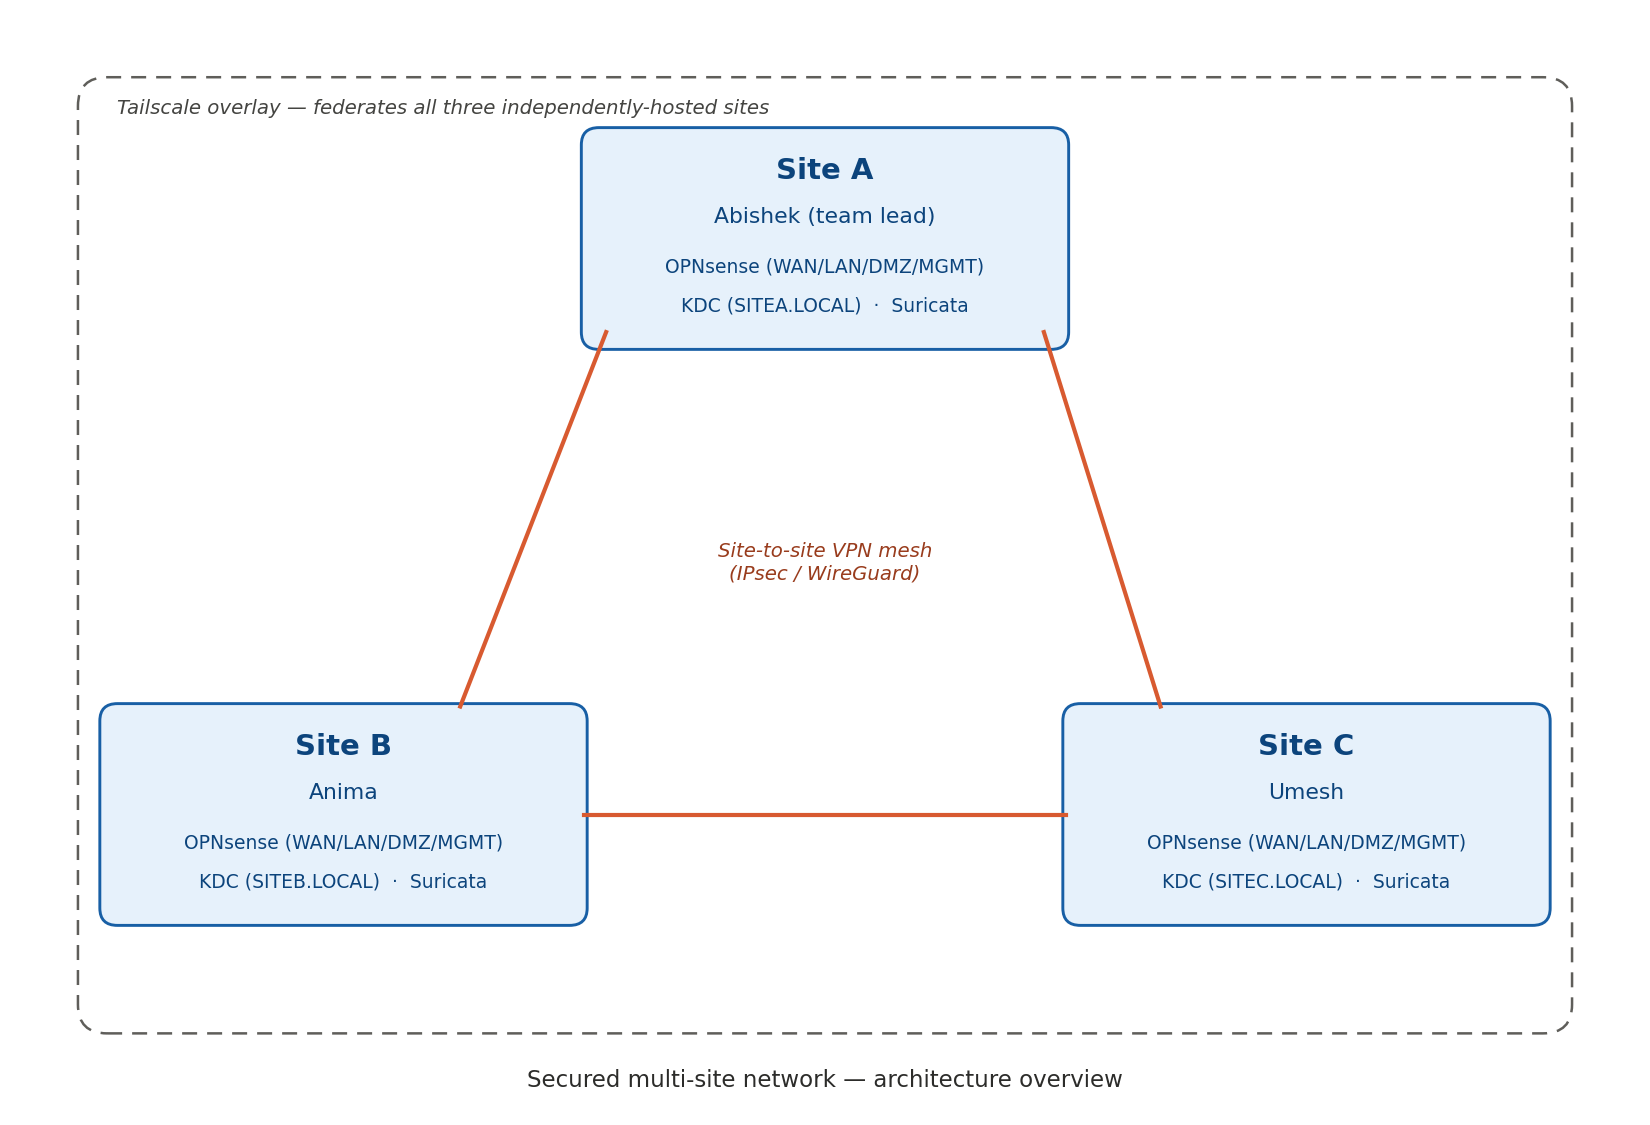 Tailscale overlay — federates all three independently-hosted sites
Site A
Abishek (team lead)
OPNsense (WAN/LAN/DMZ/MGMT)
KDC (SITEA.LOCAL) · Suricata
Site-to-site VPN mesh
(IPsec / WireGuard)
Site B
Anima
OPNsense (WAN/LAN/DMZ/MGMT)
KDC (SITEB.LOCAL) · Suricata
Site C
Umesh
OPNsense (WAN/LAN/DMZ/MGMT)
KDC (SITEC.LOCAL) · Suricata
Secured multi-site network — architecture overview